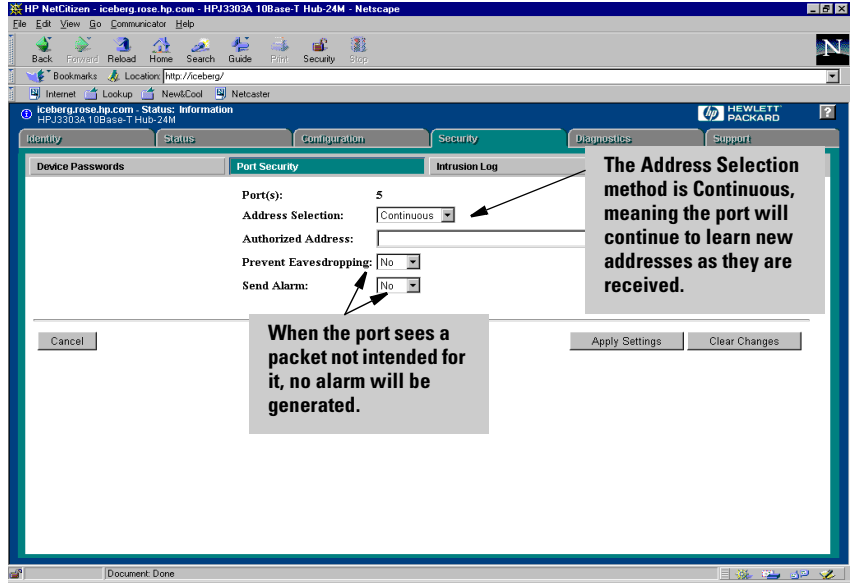 HP NetCitizen - iceberg.rose.hp.com - HPJ3303A 10Base-T Hub-24M - Netscape
File Edit View Go Communicator Help
Back Forward Reload Home Search Guide Print Security Stop
N
Bookmarks Location: http://iceberg/
Internet Lookup New&Cool Netcaster
iceberg.rose.hp.com - Status: Information
HPJ3303A 10Base-T Hub-24M
hp HEWLETT
PACKARD
?
Identity Status Configuration Security Diagnostics Support
Device Passwords Port Security Intrusion Log
Port(s): 5
Address Selection: Continuous
Authorized Address:
Prevent Eavesdropping: No
Send Alarm: No
The Address Selection
method is Continuous,
meaning the port will
continue to learn new
addresses as they are
received.
When the port sees a
packet not intended for
it, no alarm will be
generated.
Cancel Apply Settings Clear Changes
Document: Done